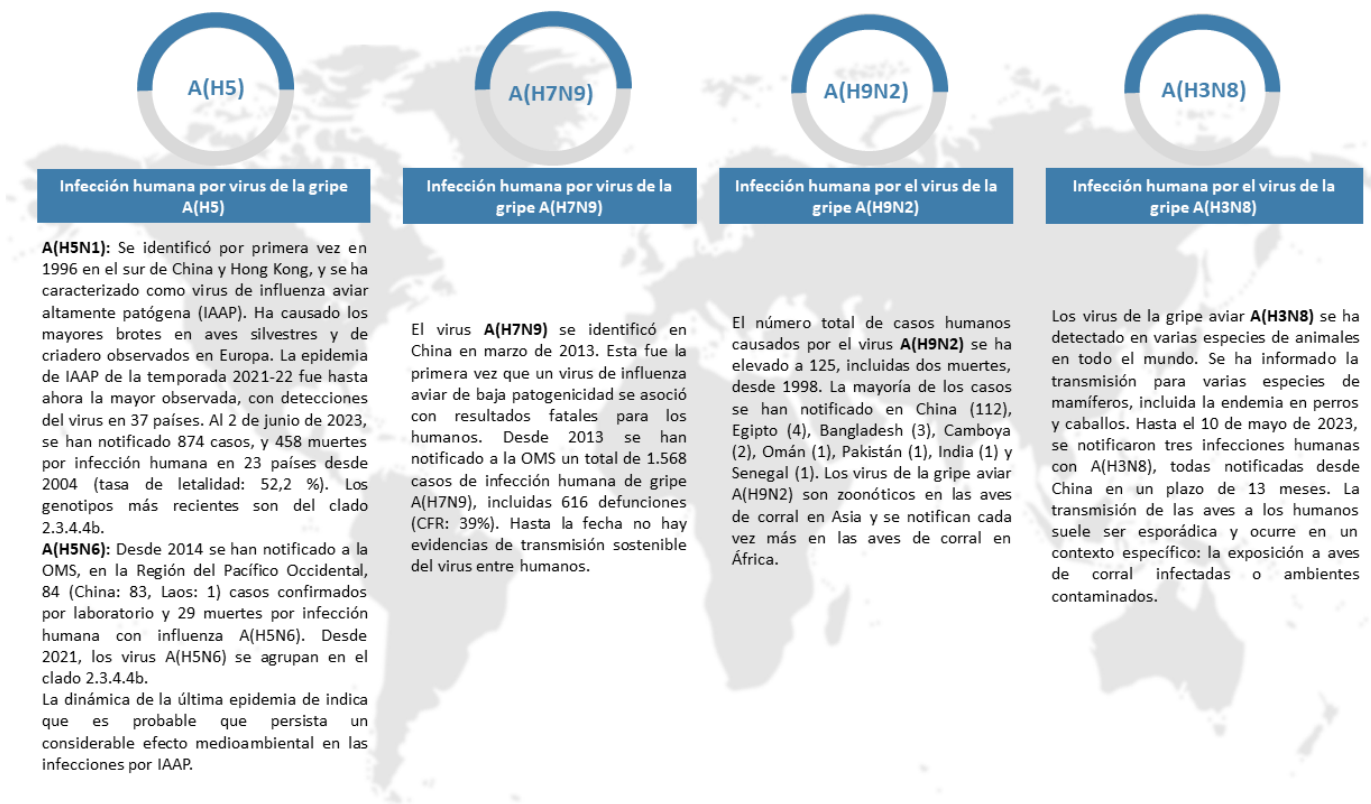 A(H5)
Infección humana por virus de la gripe
A(H5)
A(H5N1): Se identificó por primera vez en
1996 en el sur de China y Hong Kong, y se ha
caracterizado como virus de influenza aviar
altamente patógena (IAAP). Ha causado los
mayores brotes en aves silvestres y de
criadero observados en Europa. La epidemia
de IAAP de la temporada 2021-22 fue hasta
ahora la mayor observada, con detecciones
del virus en 37 países. Al 2 de junio de 2023,
se han notificado 874 casos, y 458 muertes
por infección humana en 23 países desde
2004 (tasa de letalidad: 52,2 %). Los
genotipos más recientes son del clado
2.3.4.4b.
A(H5N6): Desde 2014 se han notificado a la
OMS, en la Región del Pacífico Occidental,
84 (China: 83, Laos: 1) casos confirmados
por laboratorio y 29 muertes por infección
humana con influenza A(H5N6). Desde
2021, los virus A(H5N6) se agrupan en el
clado 2.3.4.4b.
La dinámica de la última epidemia de indica
que es probable que persista un
considerable efecto medioambiental en las
infecciones por IAAP.
A(H7N9)
Infección humana por virus de la
gripe A(H7N9)
El virus A(H7N9) se identificó en
China en marzo de 2013. Esta fue la
primera vez que un virus de influenza
aviar de baja patogenicidad se asoció
con resultados fatales para los
humanos. Desde 2013 se han
notificado a la OMS un total de 1.568
casos de infección humana de gripe
A(H7N9), incluidas 616 defunciones
(CFR: 39%). Hasta la fecha no hay
evidencias de transmisión sostenible
del virus entre humanos.
A(H9N2)
Infección humana por el virus de la
gripe A(H9N2)
El número total de casos humanos
causados por el virus A(H9N2) se ha
elevado a 125, incluidas dos muertes,
desde 1998. La mayoría de los casos
se han notificado en China (112),
Egipto (4), Bangladesh (3), Camboya
(2), Omán (1), Pakistán (1), India (1) y
Senegal (1). Los virus de la gripe aviar
A(H9N2) son zoonóticos en las aves
de corral en Asia y se notifican cada
vez más en las aves de corral en
África.
A(H3N8)
Infección humana por el virus de la
gripe A(H3N8)
Los virus de la gripe aviar A(H3N8) se ha
detectado en varias especies de animales
en todo el mundo. Se ha informado la
transmisión para varias especies de
mamíferos, incluida la endemia en perros
y caballos. Hasta el 10 de mayo de 2023,
se notificaron tres infecciones humanas
con A(H3N8), todas notificadas desde
China en un plazo de 13 meses. La
transmisión de las aves a los humanos
suele ser esporádica y ocurre en un
contexto específico: la exposición a aves
de corral infectadas o ambientes
contaminados.